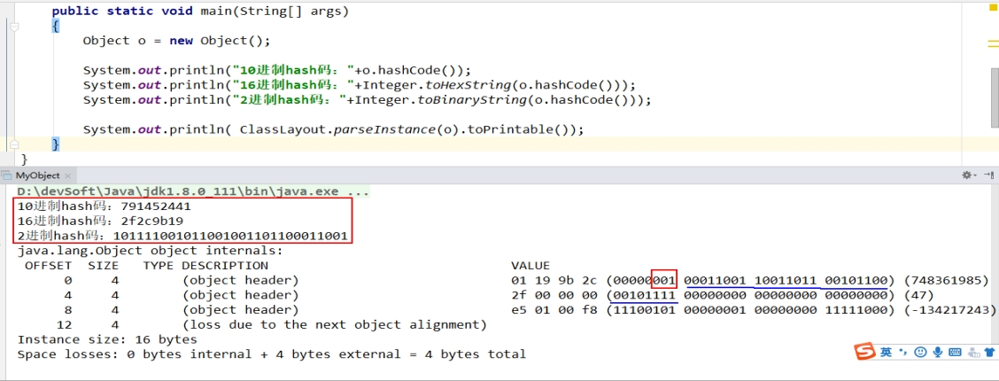 public static void main(String[] args)
{
Object o = new Object();
System.out.println("10进制hash码："+o.hashCode());
System.out.println("16进制hash码："+Integer.toHexString(o.hashCode()));
System.out.println("2进制hash码："+Integer.toBinaryString(o.hashCode()));
System.out.println( ClassLayout.parseInstance(o).toPrintable());
}
}
MyObject
D:\devSoft\Java\jdk1.8.0_111\bin\java.exe ...
10进制hash码：791452441
16进制hash码：2f2c9b19
2进制hash码：101111001011001001101100011001
java.lang.Object object internals:
OFFSET SIZE TYPE DESCRIPTION VALUE
0 4 (object header) 01 19 9b 2c (00000001 00011001 10011011 00101100) (748361985)
4 4 (object header) 2f 00 00 00 (00101111 00000000 00000000 00000000) (47)
8 4 (object header) e5 01 00 f8 (11100101 00000001 00000000 11111000) (-134217243)
12 4 (loss due to the next object alignment)
Instance size: 16 bytes
Space losses: 0 bytes internal + 4 bytes external = 4 bytes total
S 英